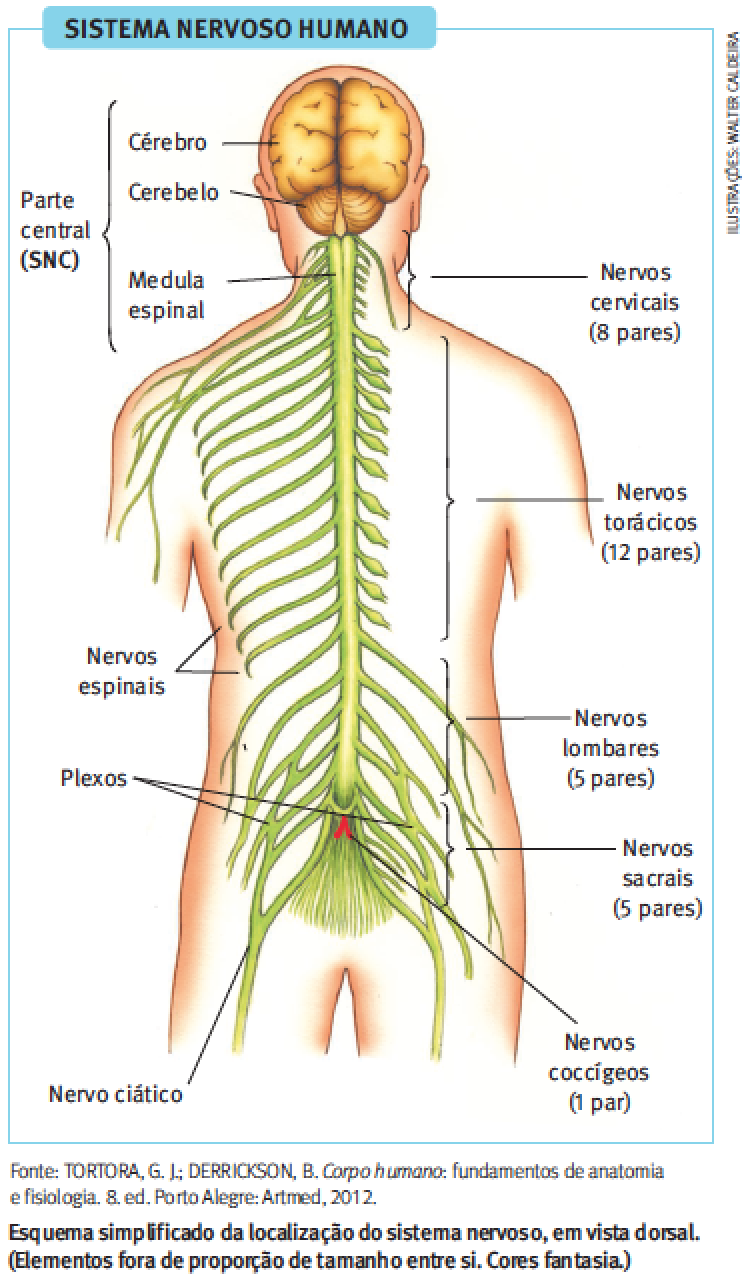 SISTEMA NERVOSO HUMANO
ILUSTRAÇÕES: WALTER CALDEIRA
Parte
central
(SNC)
Cérebro
Cerebelo
Medula
espinal
Nervos
cervicais
(8 pares)
Nervos
torácicos
(12 pares)
Nervos
espinais
Nervos
lombares
(5 pares)
Plexos
Nervos
sacrais
(5 pares)
Nervos
coccígeos
(1 par)
Nervo ciático
Fonte: TORTORA, G. J.; DERRICKSON, B. Corpo humano: fundamentos de anatomia
e fisiologia. 8. ed. Porto Alegre: Artmed, 2012.
Esquema simplificado da localização do sistema nervoso, em vista dorsal.
(Elementos fora de proporção de tamanho entre si. Cores fantasia.)